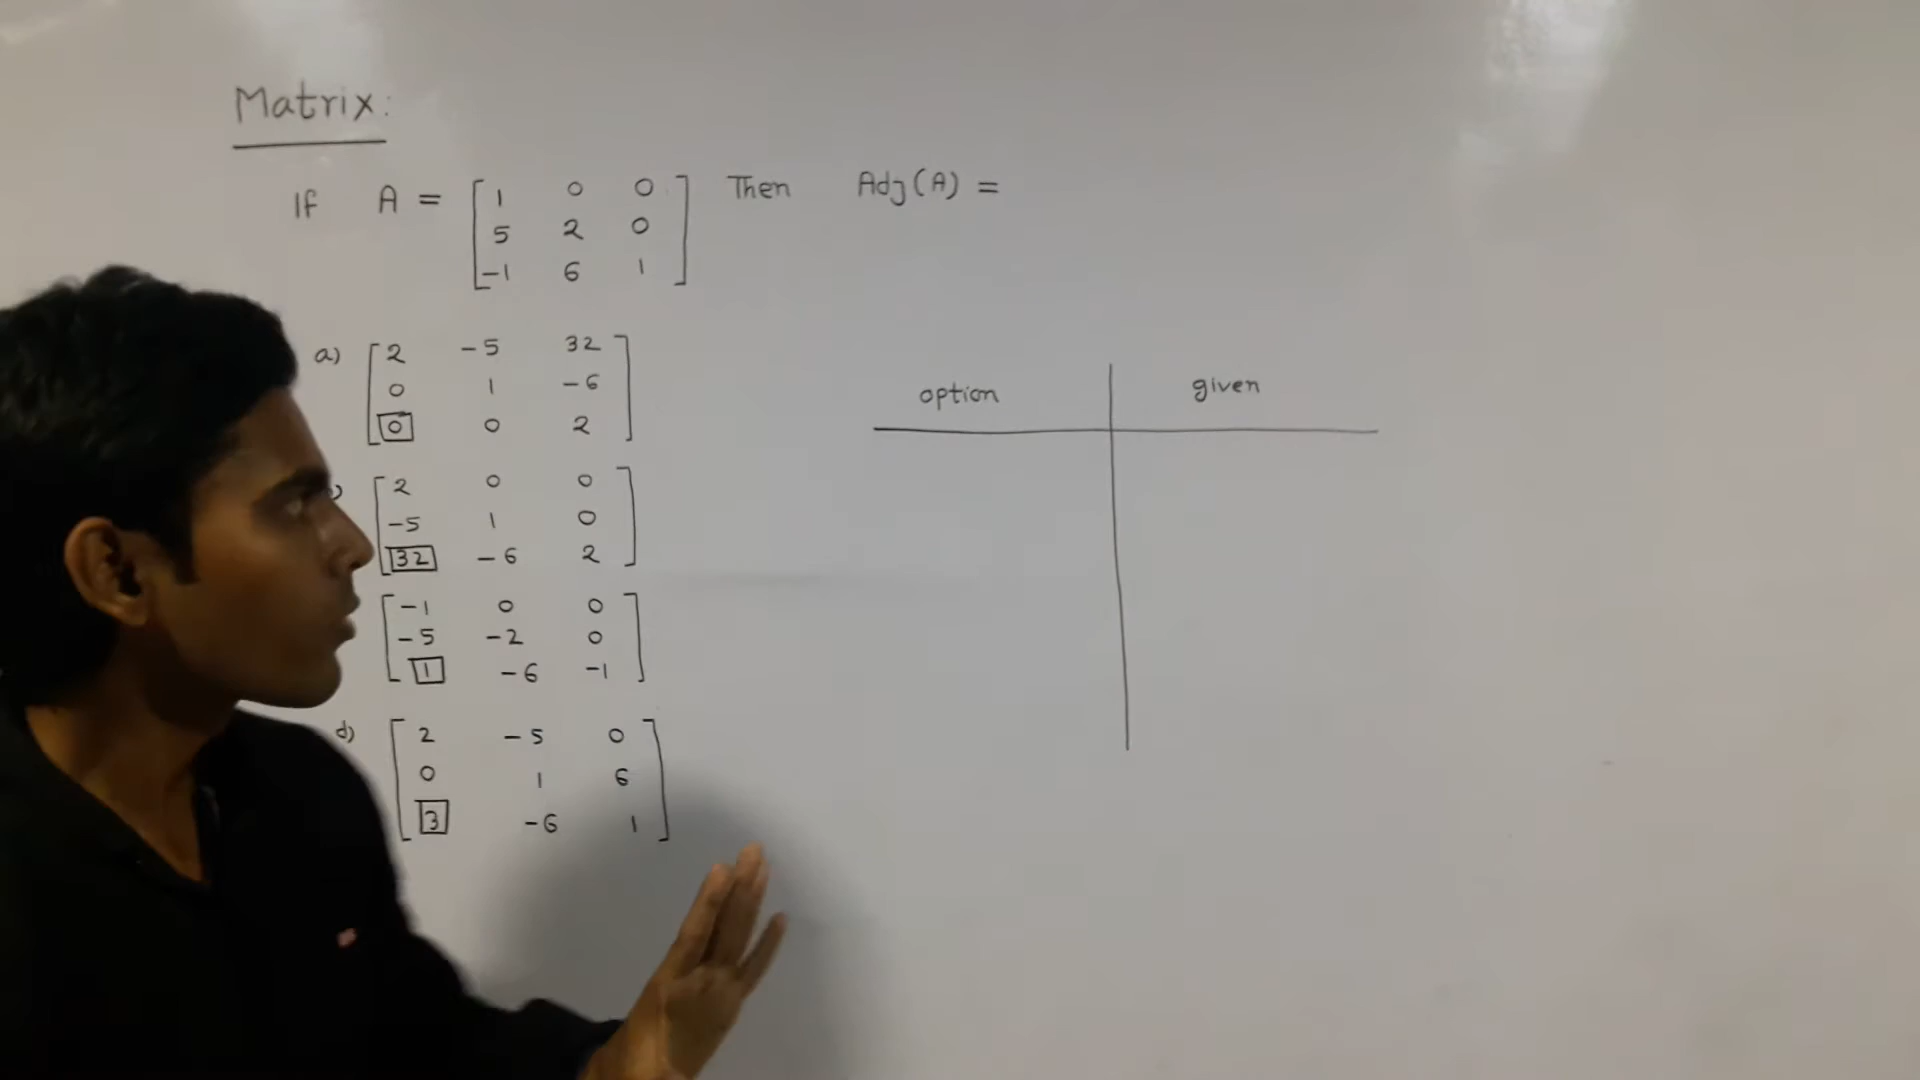 Matrix:
If A = [1 0 0 Then Adj(A) =
5 2 0
-1 6 1]
a) [2 -5 32
0 1 -6
0 0 2]
) [2 0 0
-5 1 0
32 -6 2]
[-1 0 0
-5 -2 0
1 -6 -1]
d) [2 -5 0
0 1 6
3 -6 1]
option given